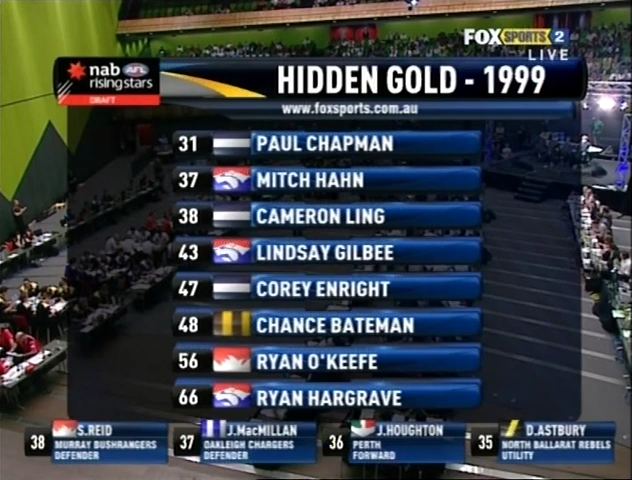 FOX SPORTS 2
LIVE
nab AFL
risingstars
DRAFT
HIDDEN GOLD - 1999
www.foxsports.com.au
31 PAUL CHAPMAN
37 MITCH HAHN
38 CAMERON LING
43 LINDSAY GILBEE
47 COREY ENRIGHT
48 CHANCE BATEMAN
56 RYAN O'KEEFE
66 RYAN HARGRAVE
38 S.REID
MURRAY BUSHRANGERS
DEFENDER
37 J.MacMILLAN
OAKLEIGH CHARGERS
DEFENDER
36 J.HOUGHTON
PERTH
FORWARD
35 D.ASTBURY
NORTH BALLARAT REBELS
UTILITY